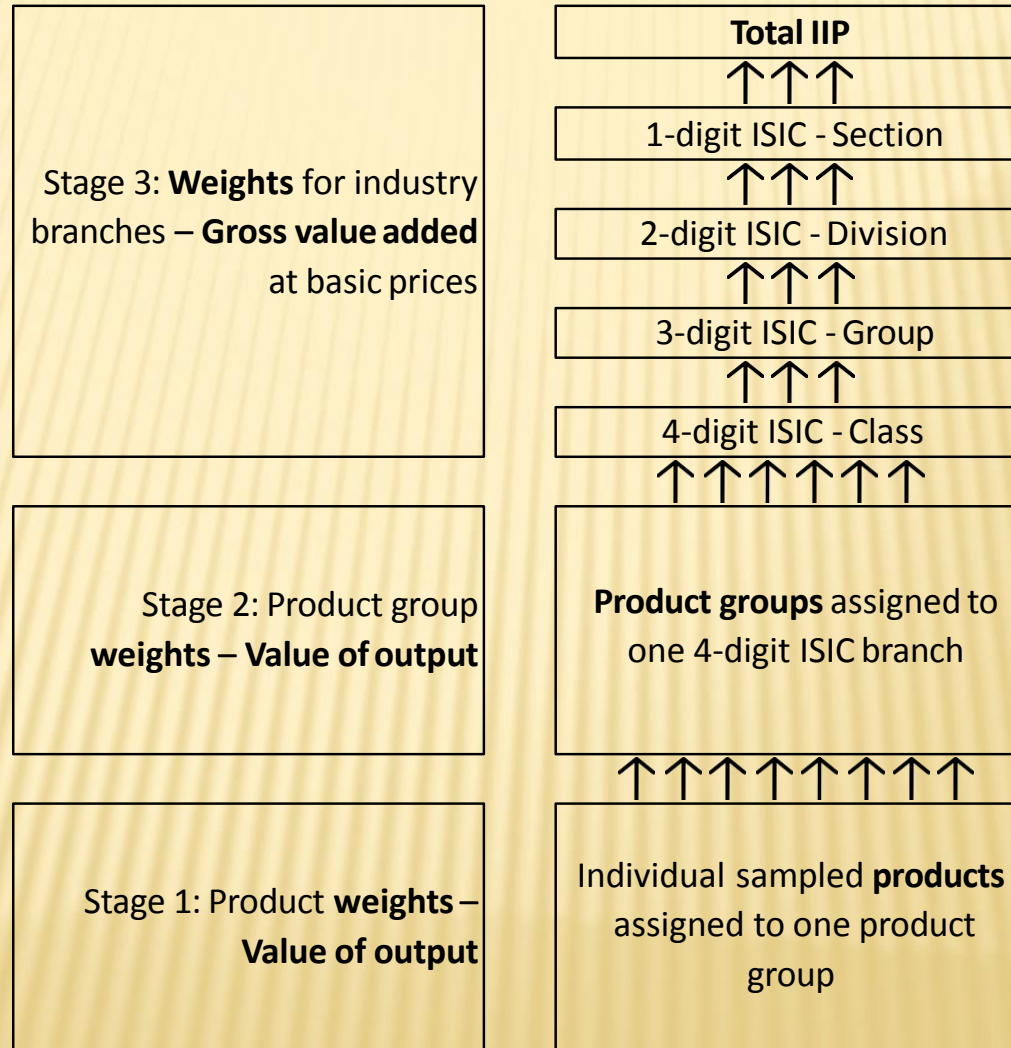 Stage 3: Weights for industry
branches – Gross value added
at basic prices
Total IIP
1-digit ISIC - Section
2-digit ISIC - Division
3-digit ISIC - Group
4-digit ISIC - Class
Stage 2: Product group
weights – Value of output
Product groups assigned to
one 4-digit ISIC branch
Stage 1: Product weights –
Value of output
Individual sampled products
assigned to one product
group